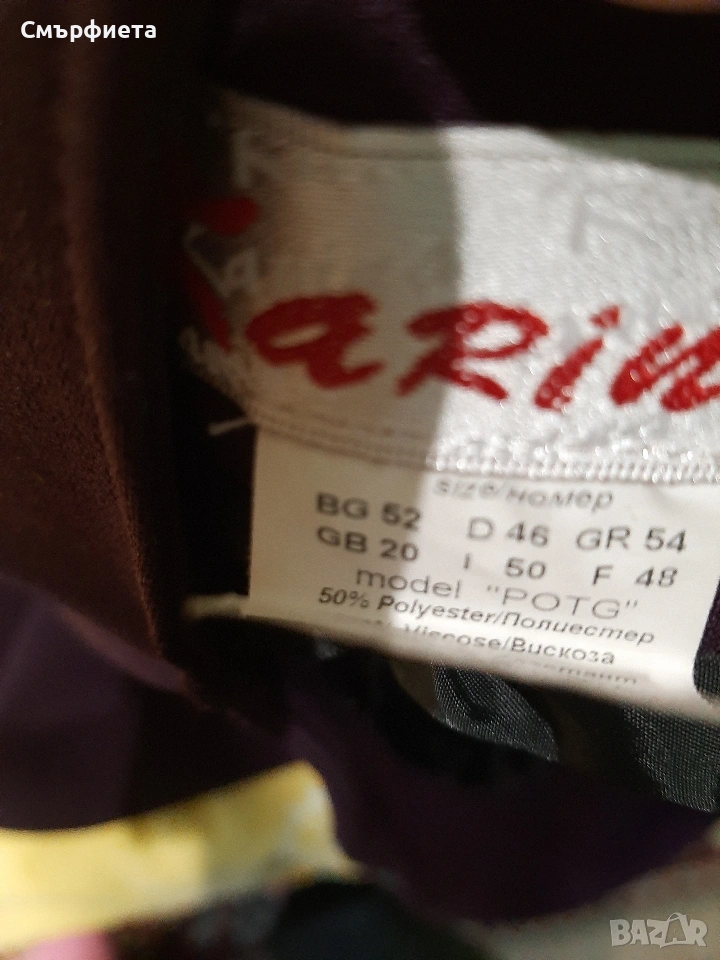 Смърфиета
arin
size/номер
BG 52 D 46 GR 54
GB 20 I 50 F 48
model "POTG"
50% Polyester/Полиестер
Viscose/Вискоза
BAZAR